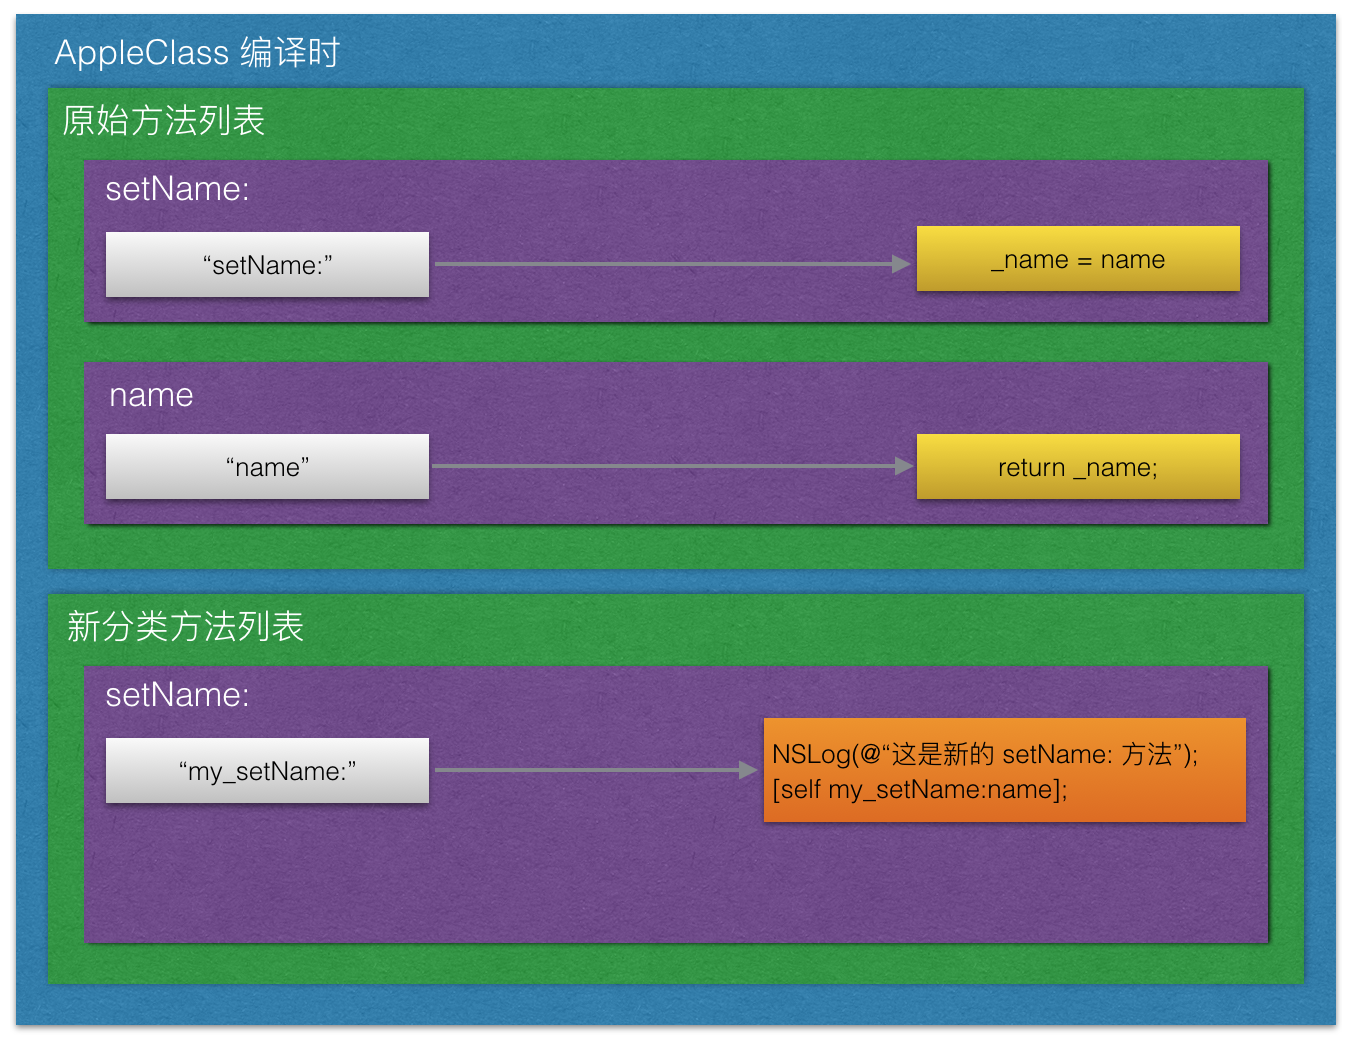 AppleClass 编译时
原始方法列表
setName:
“setName:”
_name = name
name
“name”
return _name;
新分类方法列表
setName:
“my_setName:”
NSLog(@“这是新的 setName: 方法”);
[self my_setName:name];